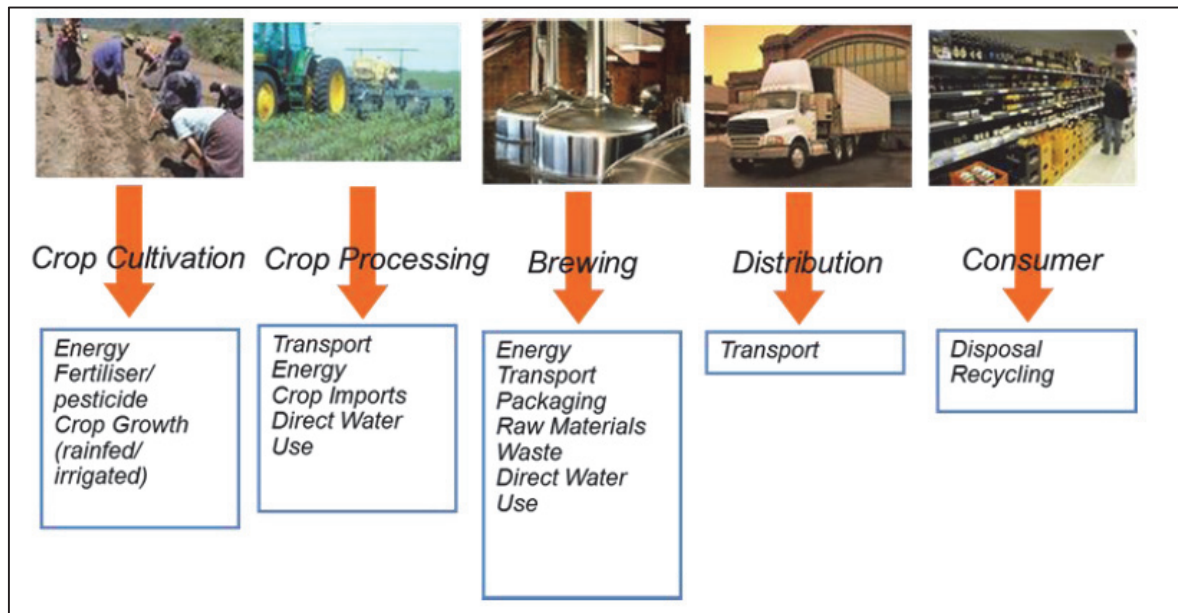 Crop Cultivation
Crop Processing
Brewing
Distribution
Consumer
Energy
Fertiliser/
pesticide
Crop Growth
(rainfed/
irrigated)
Transport
Energy
Crop Imports
Direct Water
Use
Energy
Transport
Packaging
Raw Materials
Waste
Direct Water
Use
Transport
Disposal
Recycling